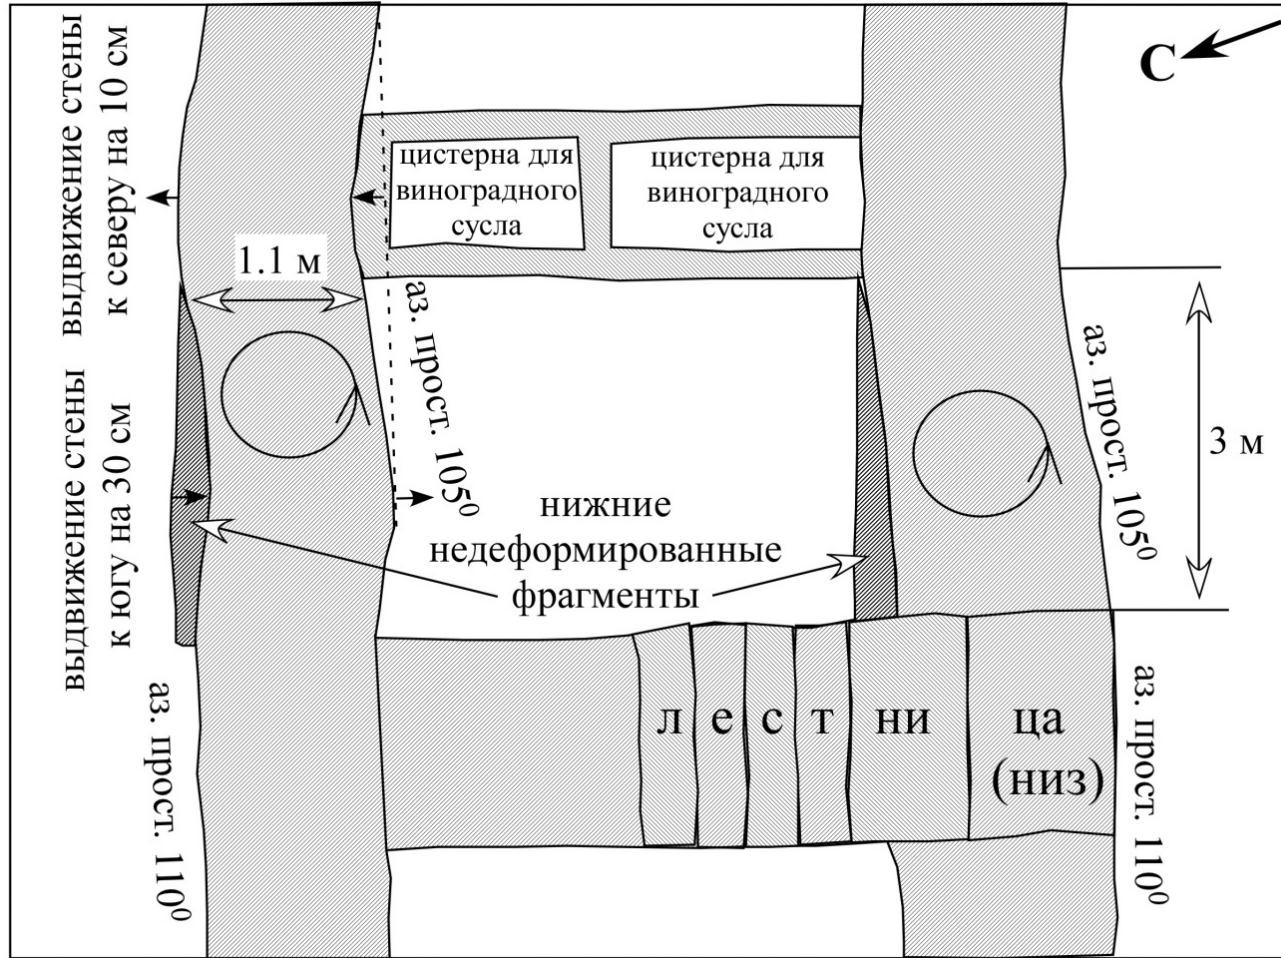 выдвижение стены
к северу на 10 см
С
цистерна для
виноградного
сусла
цистерна для
виноградного
сусла
1.1 м
аз. прост. 105⁰
аз. прост. 105⁰
3 м
выдвижение стены
к югу на 30 см
нижние
недеформированные
фрагменты
аз. прост. 110⁰
л е с т ни ца
(низ)
аз. прост. 110⁰